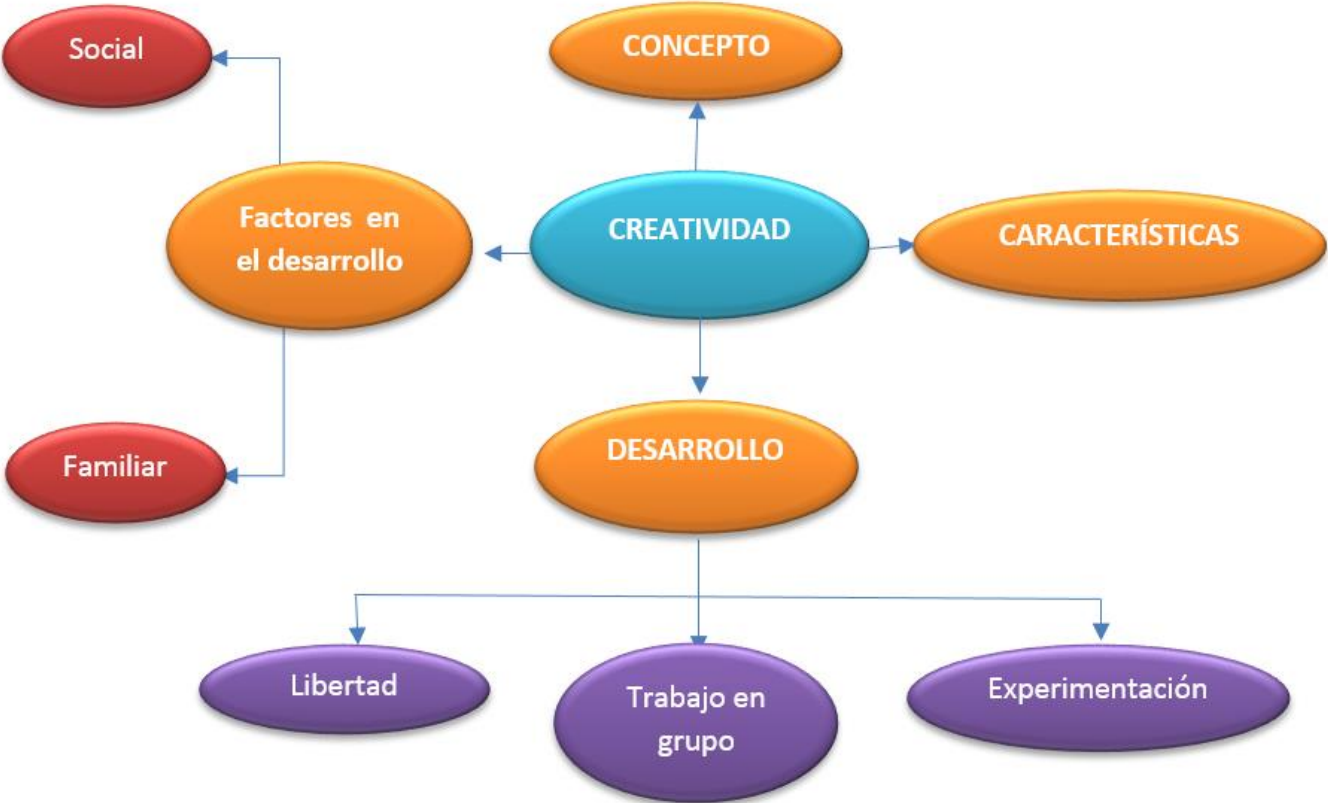 Social
CONCEPTO
Factores en
el desarrollo
CREATIVIDAD
CARACTERÍSTICAS
Familiar
DESARROLLO
Libertad
Trabajo en
grupo
Experimentación